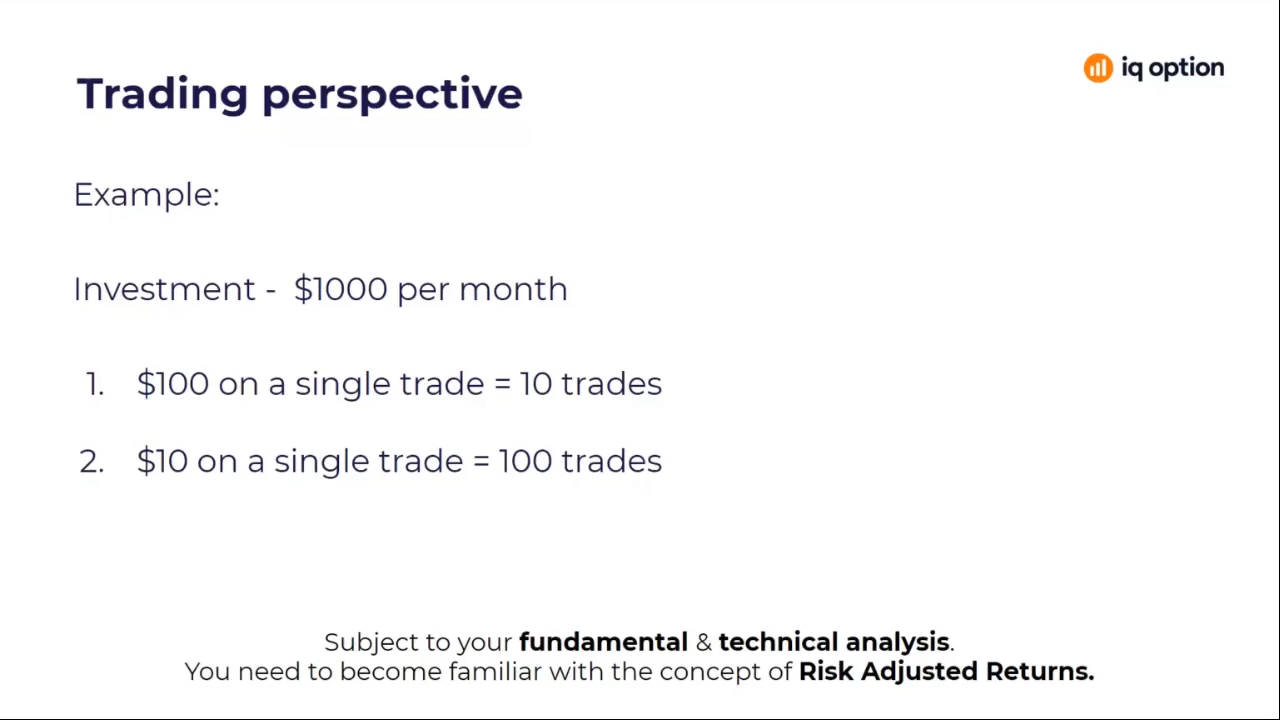 iq option
Trading perspective
Example:
Investment - $1000 per month
1. $100 on a single trade = 10 trades
2. $10 on a single trade = 100 trades
Subject to your fundamental & technical analysis.
You need to become familiar with the concept of Risk Adjusted Returns.